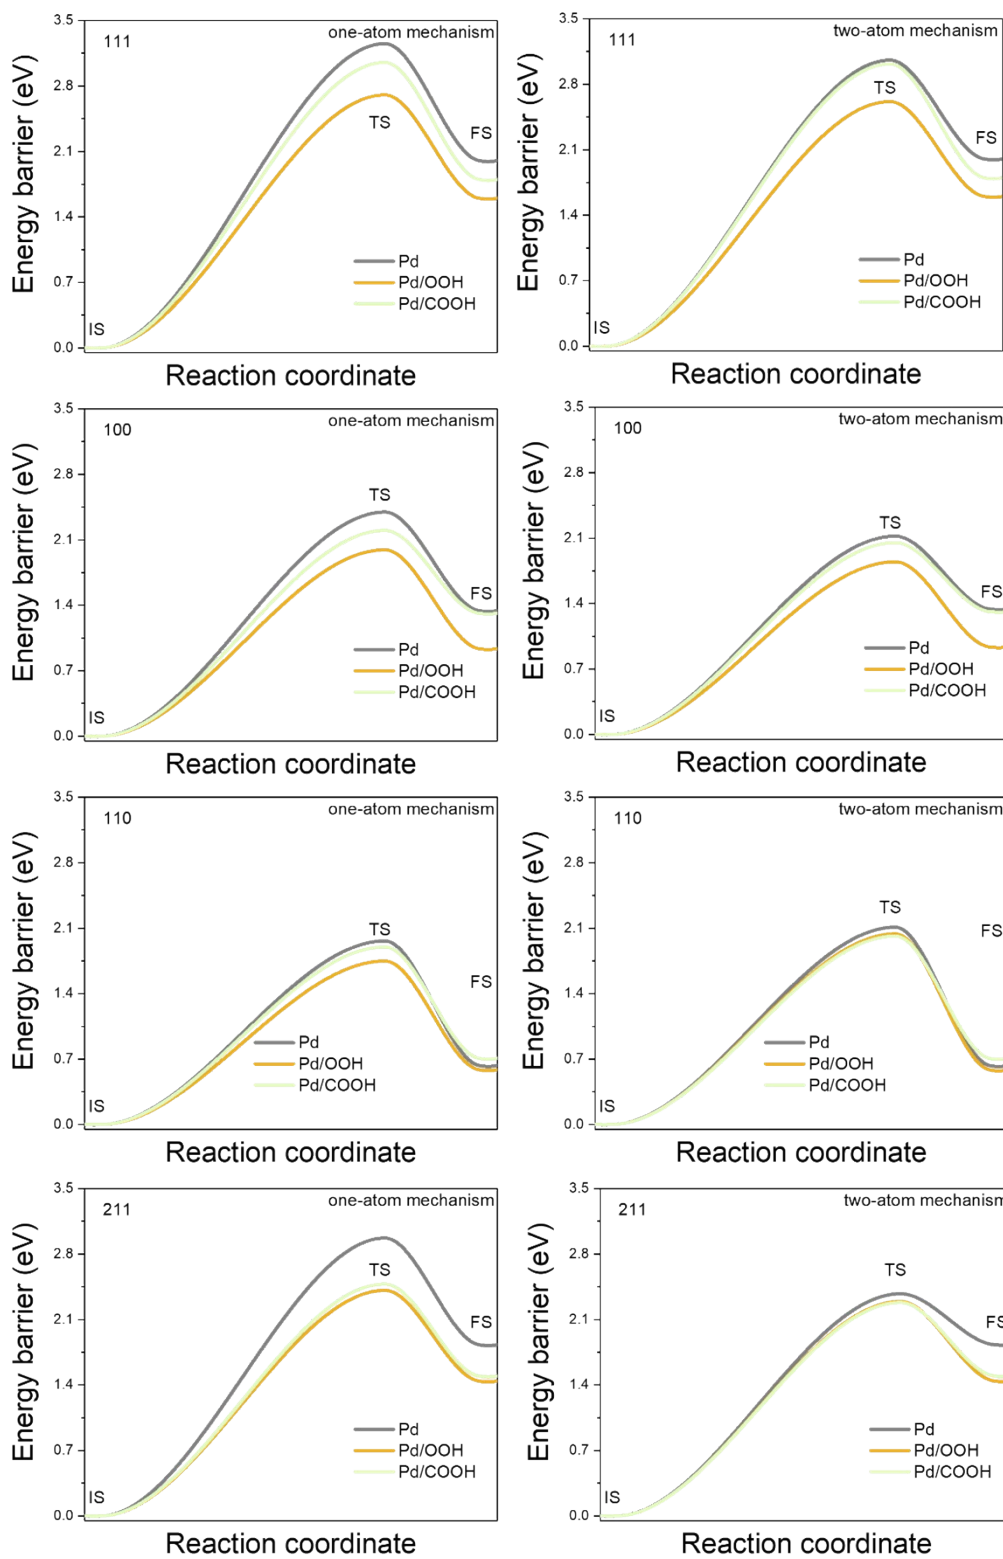 111
one-atom mechanism
Energy barrier (eV)
3.5
2.8
2.1
1.4
0.7
0.0
TS
FS
IS
Pd
Pd/OOH
Pd/COOH
Reaction coordinate
111
two-atom mechanism
Energy barrier (eV)
3.5
2.8
2.1
1.4
0.7
0.0
TS
FS
IS
Pd
Pd/OOH
Pd/COOH
Reaction coordinate
100
one-atom mechanism
Energy barrier (eV)
3.5
2.8
2.1
1.4
0.7
0.0
TS
FS
IS
Pd
Pd/OOH
Pd/COOH
Reaction coordinate
100
two-atom mechanism
Energy barrier (eV)
3.5
2.8
2.1
1.4
0.7
0.0
TS
FS
IS
Pd
Pd/OOH
Pd/COOH
Reaction coordinate
110
one-atom mechanism
Energy barrier (eV)
3.5
2.8
2.1
1.4
0.7
0.0
TS
FS
IS
Pd
Pd/OOH
Pd/COOH
Reaction coordinate
110
two-atom mechanism
Energy barrier (eV)
3.5
2.8
2.1
1.4
0.7
0.0
TS
FS
IS
Pd
Pd/OOH
Pd/COOH
Reaction coordinate
211
one-atom mechanism
Energy barrier (eV)
3.5
2.8
2.1
1.4
0.7
0.0
TS
FS
IS
Pd
Pd/OOH
Pd/COOH
Reaction coordinate
211
two-atom mechanism
Energy barrier (eV)
3.5
2.8
2.1
1.4
0.7
0.0
TS
FS
IS
Pd
Pd/OOH
Pd/COOH
Reaction coordinate